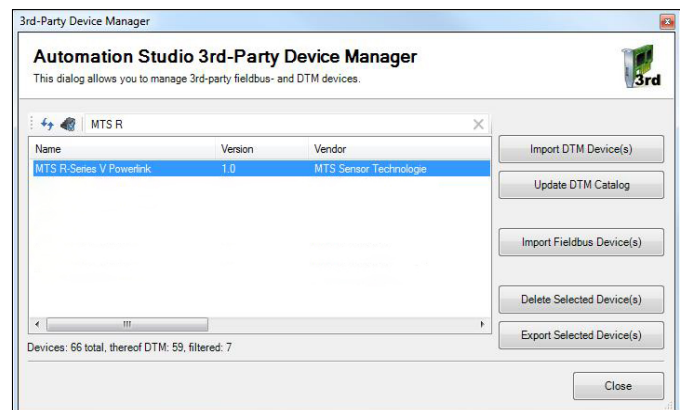 3rd-Party Device Manager
Automation Studio 3rd-Party Device Manager
This dialog allows you to manage 3rd-party fieldbus- and DTM devices.
3rd
MTS R
Name Version Vendor
MTS R-Series V Powerlink 1.0 MTS Sensor Technologie
Import DTM Device(s)
Update DTM Catalog
Import Fieldbus Device(s)
Delete Selected Device(s)
Export Selected Device(s)
Devices: 66 total, thereof DTM: 59, filtered: 7
Close